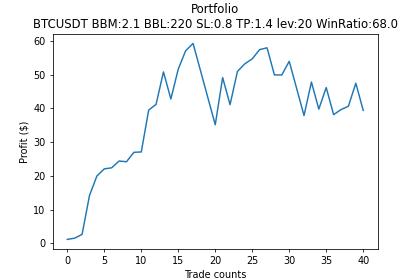 Portfolio
BTCUSDT BBM:2.1 BBL:220 SL:0.8 TP:1.4 lev:20 WinRatio:68.0
60
50
40
30
20
10
0
Profit ($)
0 5 10 15 20 25 30 35 40
Trade counts